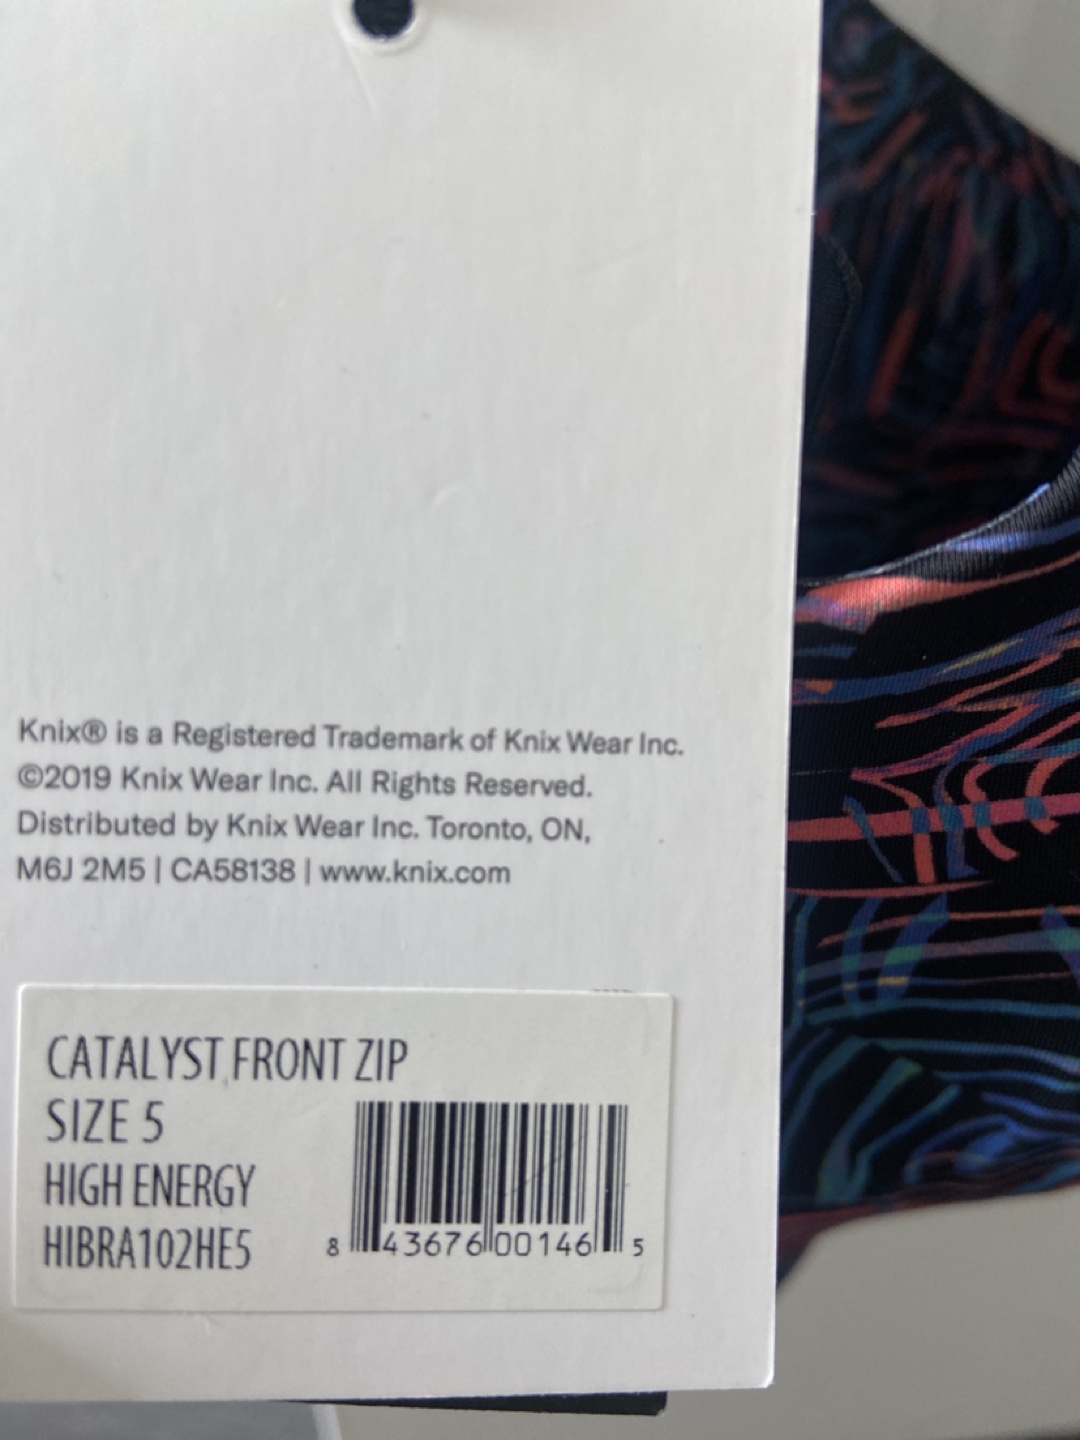 Knix® is a Registered Trademark of Knix Wear Inc.
©2019 Knix Wear Inc. All Rights Reserved.
Distributed by Knix Wear Inc. Toronto, ON,
M6J 2M5 | CA58138 | www.knix.com
CATALYST FRONT ZIP
SIZE 5
HIGH ENERGY
HIBRA102HE5
8 43676 00146 5